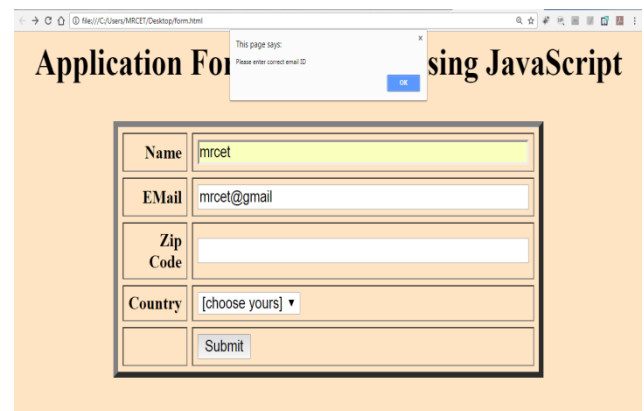 file:///C:/Users/MRCET/Desktop/form.html
This page says:
Please enter correct email ID
OK
Application For sing JavaScript
Name mrcet
EMail mrcet@gmail
Zip
Code
Country [choose yours]
Submit